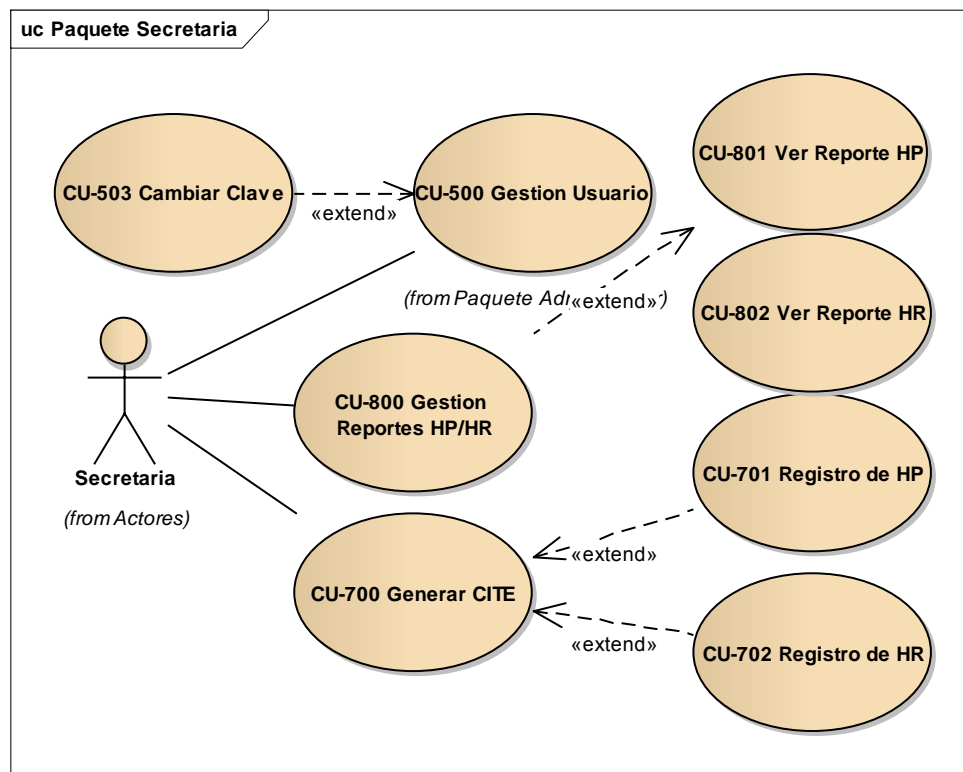 uc Paquete Secretaria
CU-503 Cambiar Clave
«extend»
CU-500 Gestion Usuario
(from Paquete Ad
«extend»
CU-801 Ver Reporte HP
CU-802 Ver Reporte HR
CU-800 Gestion
Reportes HP/HR
Secretaria
(from Actores)
CU-701 Registro de HP
«extend»
CU-700 Generar CITE
«extend»
CU-702 Registro de HR